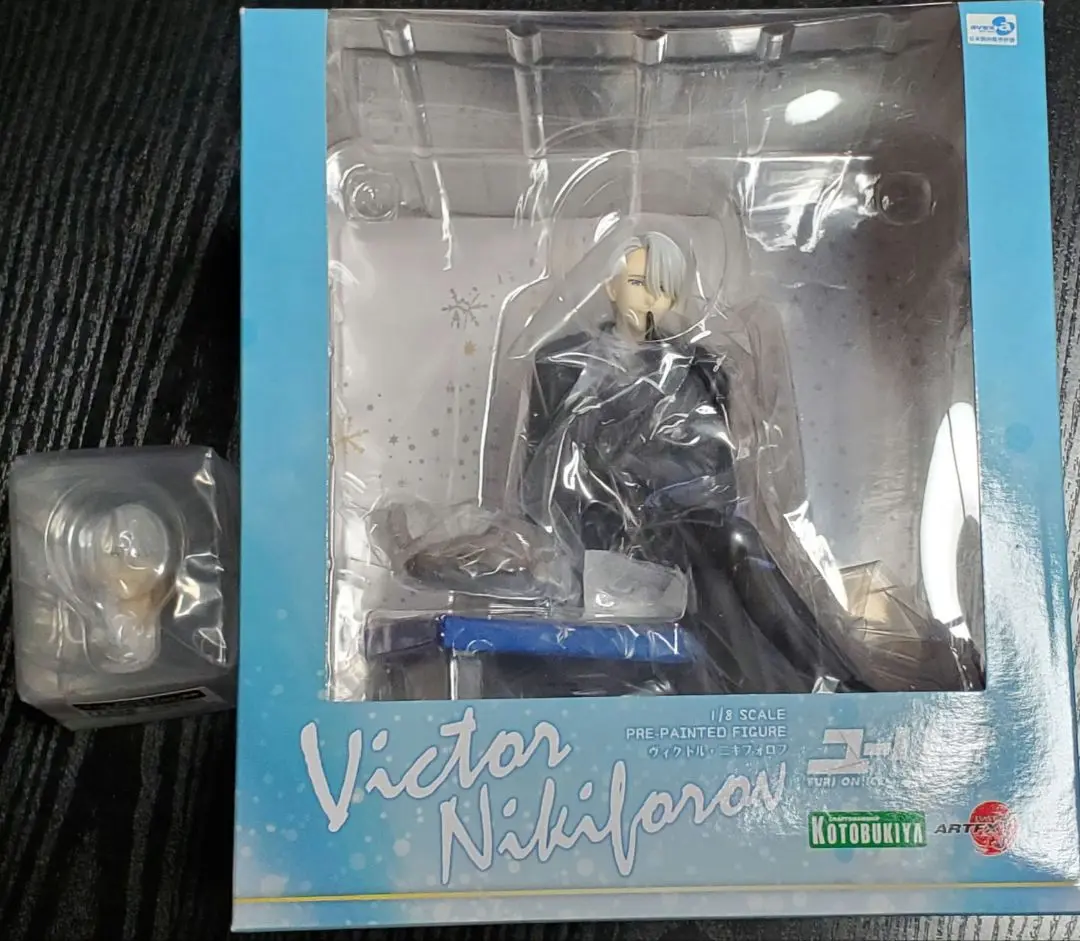 Victor
Nikiforov
1/8 SCALE
PRE-PAINTED FIGURE
ヴィクトル・ニキフォロフ
YURI ON ICE
KOTOBUKIYA
ARTFX